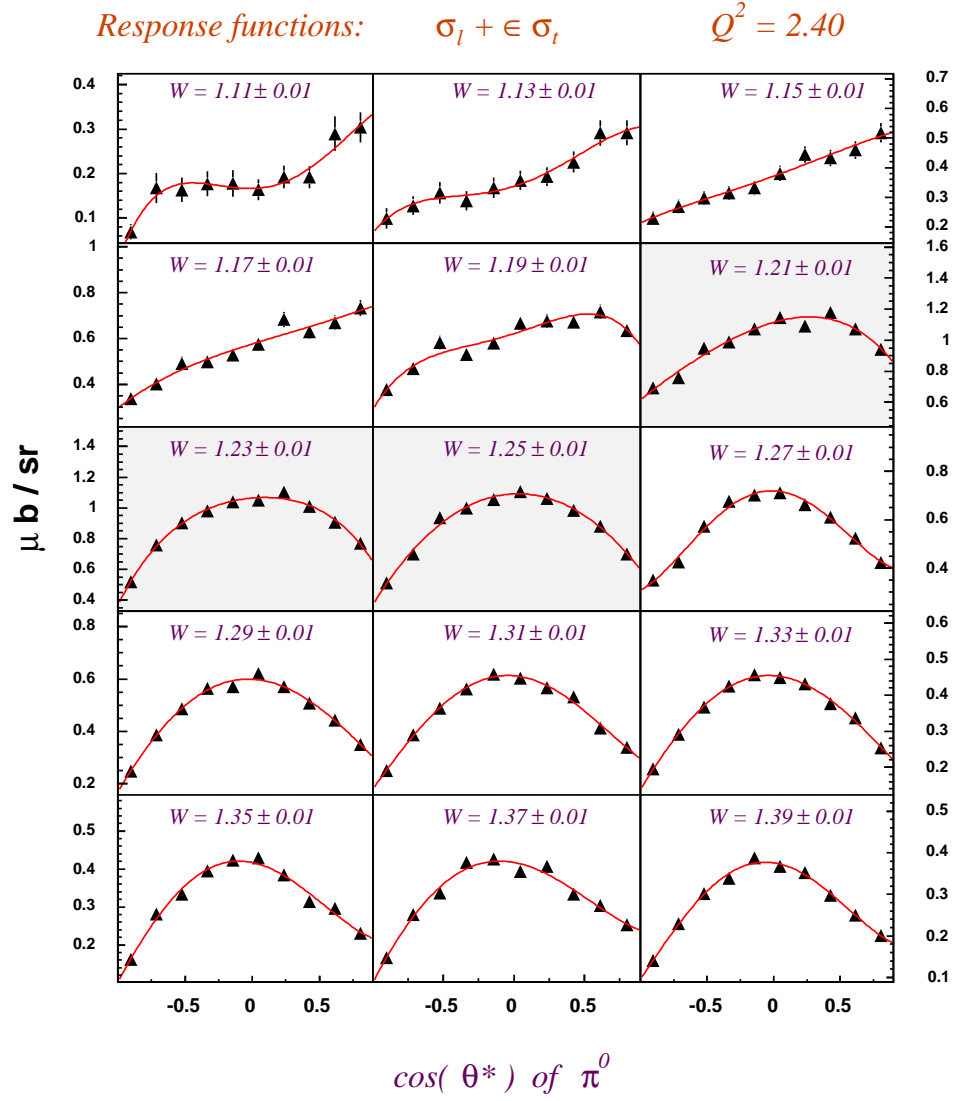 Response functions: σ_l + ∈ σ_t Q^2 = 2.40
W = 1.11 ± 0.01 W = 1.13 ± 0.01 W = 1.15 ± 0.01
0.4 0.3 0.2 0.1
0.7 0.6 0.5 0.4 0.3 0.2
W = 1.17 ± 0.01 W = 1.19 ± 0.01 W = 1.21 ± 0.01
1 0.8 0.6 0.4
1.6 1.4 1.2 1 0.8 0.6
μ b / sr
W = 1.23 ± 0.01 W = 1.25 ± 0.01 W = 1.27 ± 0.01
1.4 1.2 1 0.8 0.6 0.4
0.8 0.6 0.4
W = 1.29 ± 0.01 W = 1.31 ± 0.01 W = 1.33 ± 0.01
0.8 0.6 0.4 0.2
0.6 0.5 0.4 0.3 0.2
W = 1.35 ± 0.01 W = 1.37 ± 0.01 W = 1.39 ± 0.01
0.5 0.4 0.3 0.2
0.5 0.4 0.3 0.2 0.1
-0.5 0 0.5 -0.5 0 0.5 -0.5 0 0.5
cos( θ* ) of π^0